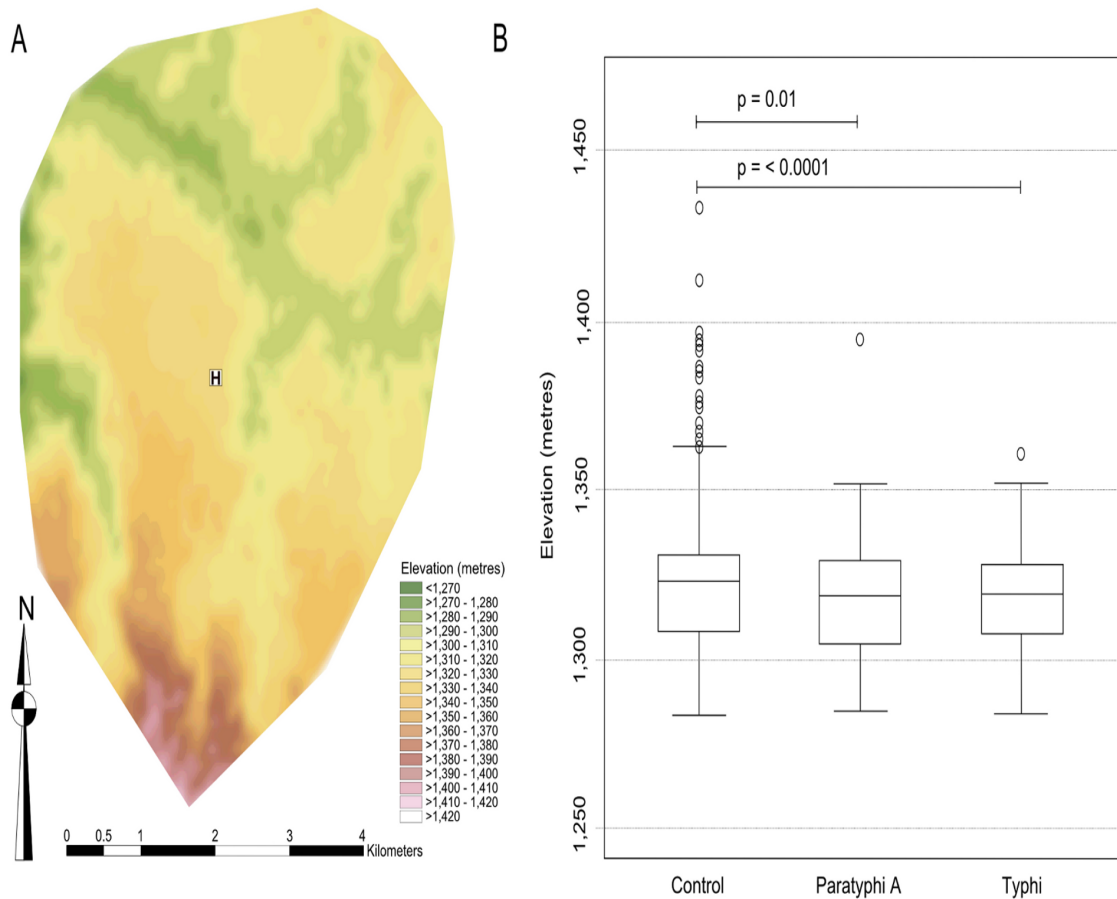 A
H
N
Elevation (metres)
<1,270
>1,270 - 1,280
>1,280 - 1,290
>1,290 - 1,300
>1,300 - 1,310
>1,310 - 1,320
>1,320 - 1,330
>1,330 - 1,340
>1,340 - 1,350
>1,350 - 1,360
>1,360 - 1,370
>1,370 - 1,380
>1,380 - 1,390
>1,390 - 1,400
>1,400 - 1,410
>1,410 - 1,420
>1,420
0 0.5 1 2 3 4
Kilometers
B
p = 0.01
p = < 0.0001
Elevation (metres)
1,450
1,400
1,350
1,300
1,250
Control Paratyphi A Typhi